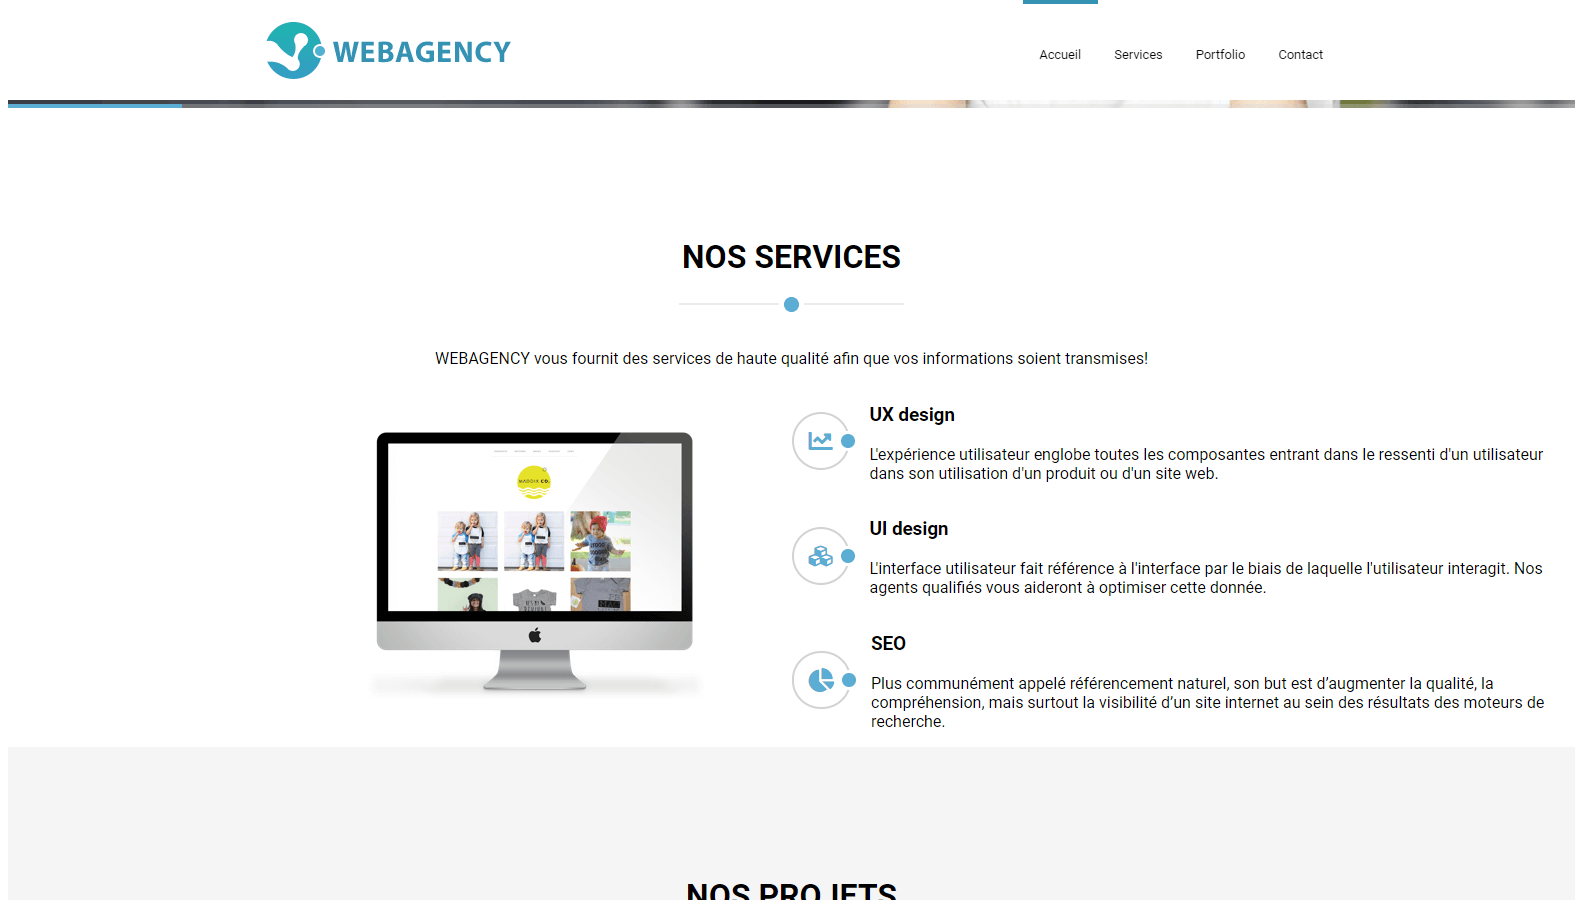 WEBAGENCY
Accueil Services Portfolio Contact
NOS SERVICES
WEBAGENCY vous fournit des services de haute qualité afin que vos informations soient transmises!
MADDIX CO.
UX design
L'expérience utilisateur englobe toutes les composantes entrant dans le ressenti d'un utilisateur
dans son utilisation d'un produit ou d'un site web.
UI design
L'interface utilisateur fait référence à l'interface par le biais de laquelle l'utilisateur interagit. Nos
agents qualifiés vous aideront à optimiser cette donnée.
SEO
Plus communément appelé référencement naturel, son but est d’augmenter la qualité, la
compréhension, mais surtout la visibilité d’un site internet au sein des résultats des moteurs de
recherche.
NOS PROJETS